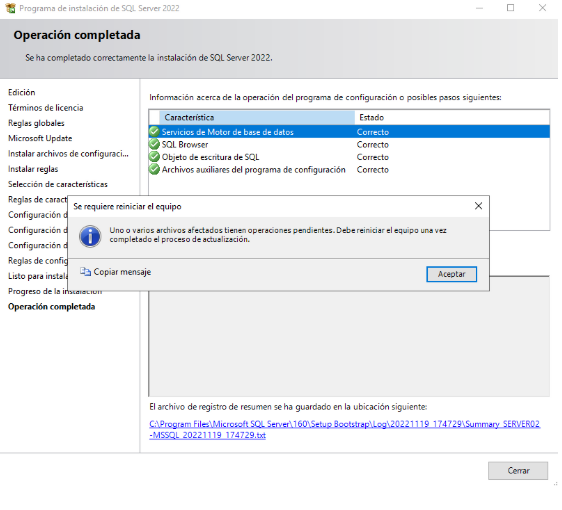 Programa de instalación de SQL Server 2022
Operación completada
Se ha completado correctamente la instalación de SQL Server 2022.
Edición
Términos de licencia
Reglas globales
Microsoft Update
Instalar archivos de configuraci...
Instalar reglas
Selección de características
Reglas de caract
Configuración d
Configuración d
Configuración d
Reglas de config
Listo para instala
Progreso de la instalación
Operación completada
Información acerca de la operación del programa de configuración o posibles pasos siguientes:
Característica Estado
Servicios de Motor de base de datos Correcto
SQL Browser Correcto
Objeto de escritura de SQL Correcto
Archivos auxiliares del programa de configuración Correcto
Se requiere reiniciar el equipo
Uno o varios archivos afectados tienen operaciones pendientes. Debe reiniciar el equipo una vez
completado el proceso de actualización.
Copiar mensaje
Aceptar
El archivo de registro de resumen se ha guardado en la ubicación siguiente:
C:\Program Files\Microsoft SQL Server\160\Setup Bootstrap\Log\20221119_174729\Summary_SERVER02
-MSSQL_20221119_174729.txt
Cerrar